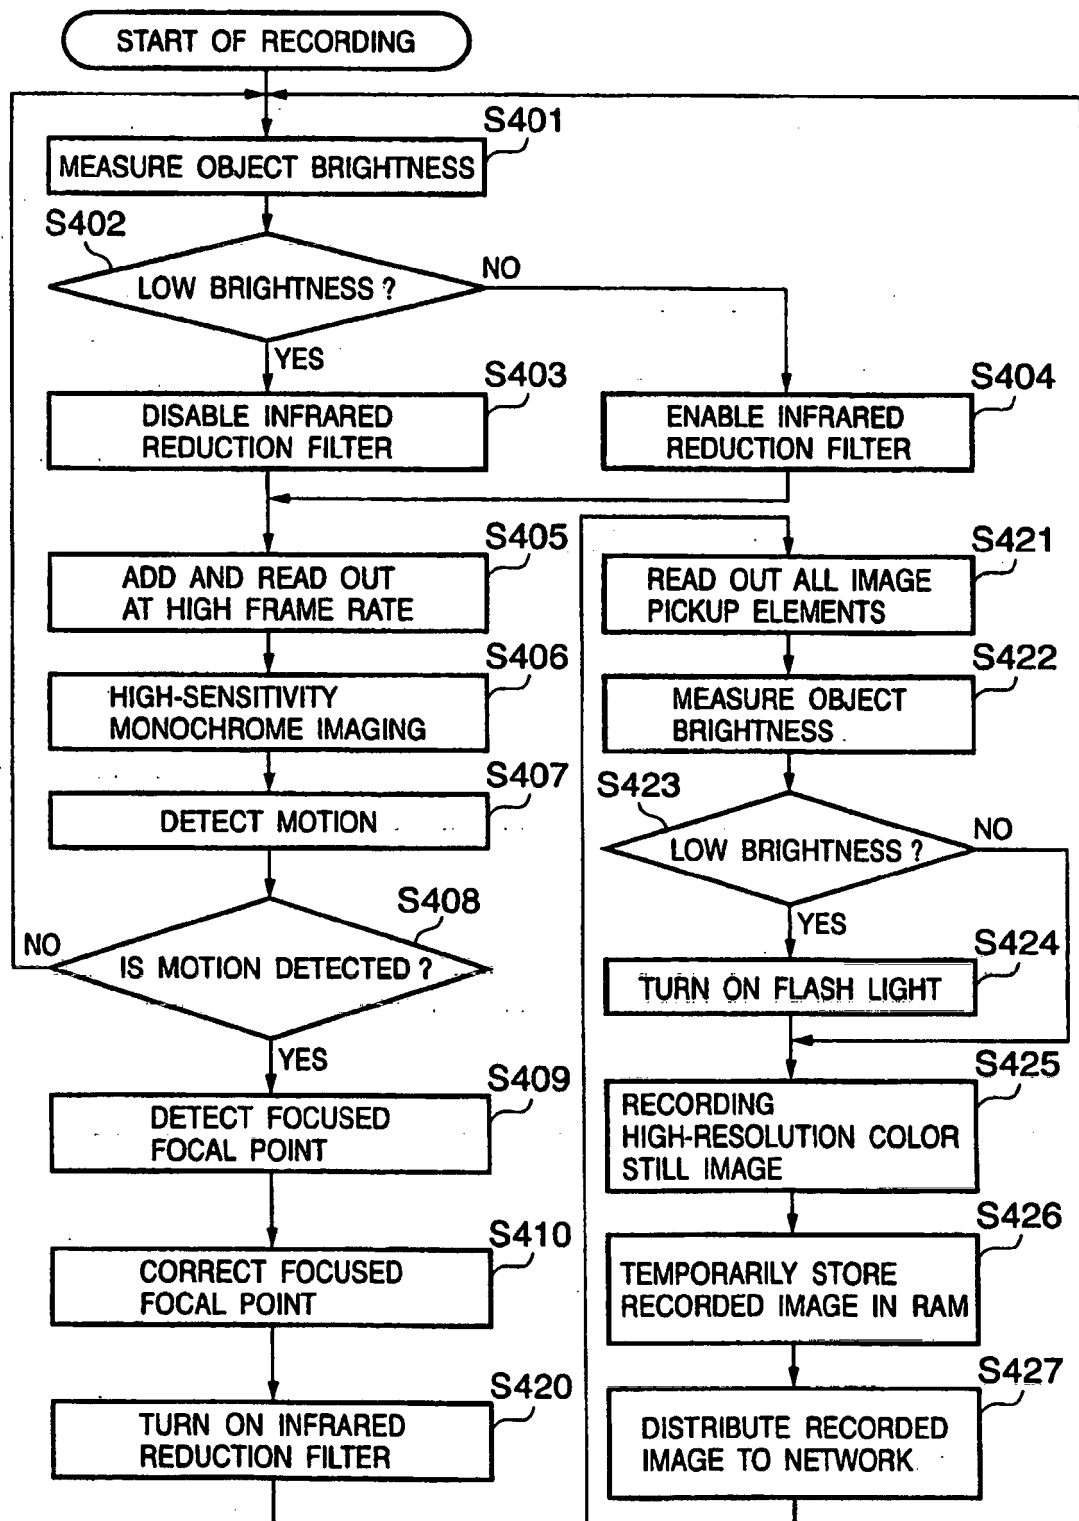 START OF RECORDING
S401
MEASURE OBJECT BRIGHTNESS
S402
LOW BRIGHTNESS ?
NO
YES
S403
DISABLE INFRARED
REDUCTION FILTER
S404
ENABLE INFRARED
REDUCTION FILTER
S405
ADD AND READ OUT
AT HIGH FRAME RATE
S406
HIGH-SENSITIVITY
MONOCHROME IMAGING
S407
DETECT MOTION
S408
NO
IS MOTION DETECTED ?
YES
S409
DETECT FOCUSED
FOCAL POINT
S410
CORRECT FOCUSED
FOCAL POINT
S420
TURN ON INFRARED
REDUCTION FILTER
S421
READ OUT ALL IMAGE
PICKUP ELEMENTS
S422
MEASURE OBJECT
BRIGHTNESS
S423
LOW BRIGHTNESS ?
NO
YES
S424
TURN ON FLASH LIGHT
S425
RECORDING
HIGH-RESOLUTION COLOR
STILL IMAGE
S426
TEMPORARILY STORE
RECORDED IMAGE IN RAM
S427
DISTRIBUTE RECORDED
IMAGE TO NETWORK